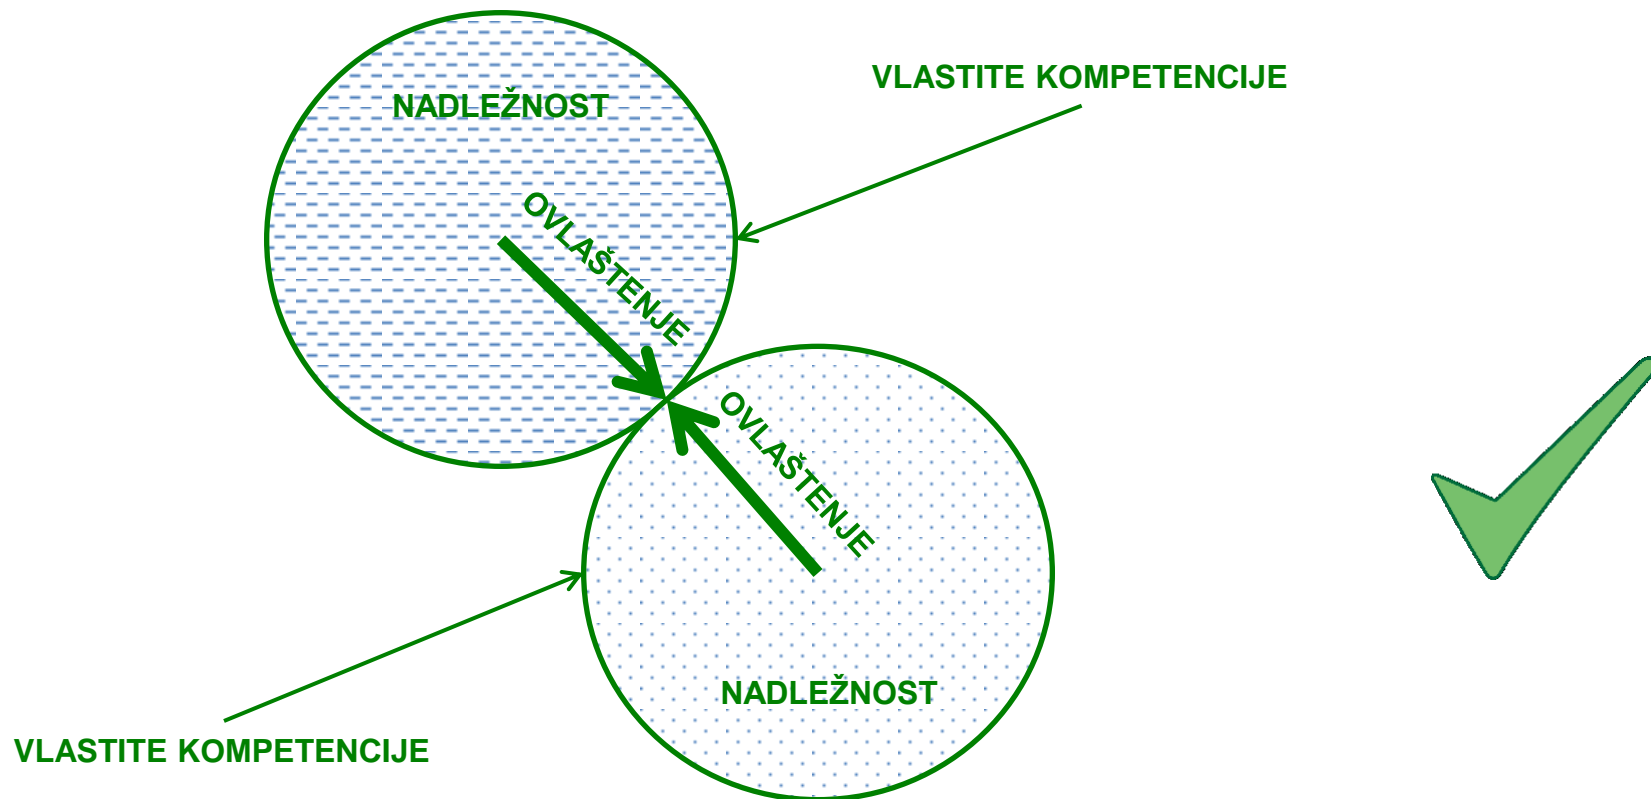 VLASTITE KOMPETENCIJE
NADLEŽNOST
OVLAŠTENJE
OVLAŠTENJE
NADLEŽNOST
VLASTITE KOMPETENCIJE